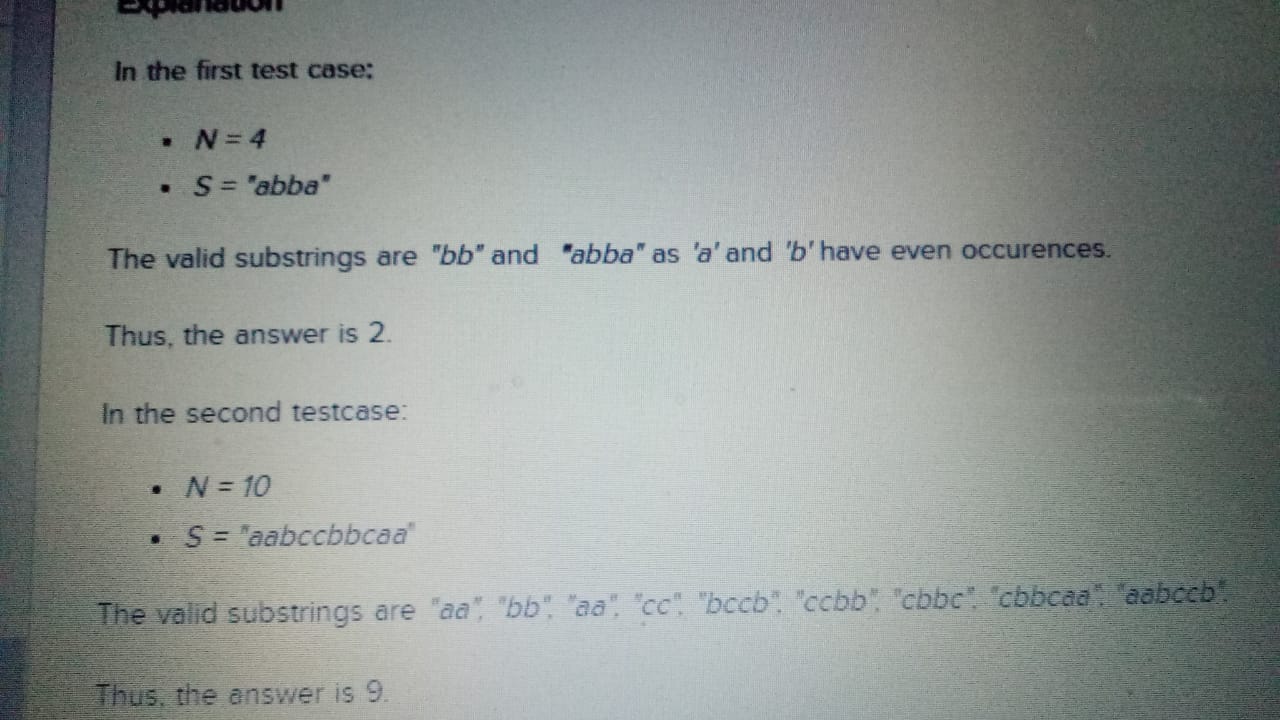 Explanation
In the first test case:
• N = 4
• S = "abba"
The valid substrings are "bb" and "abba" as 'a' and 'b' have even occurences.
Thus, the answer is 2.
In the second testcase:
• N = 10
• S = "aabccbbcaa"
The valid substrings are "aa", "bb", "aa", "cc", "bccb", "ccbb", "cbbc", "cbbcaa", "aabccb".
Thus, the answer is 9.